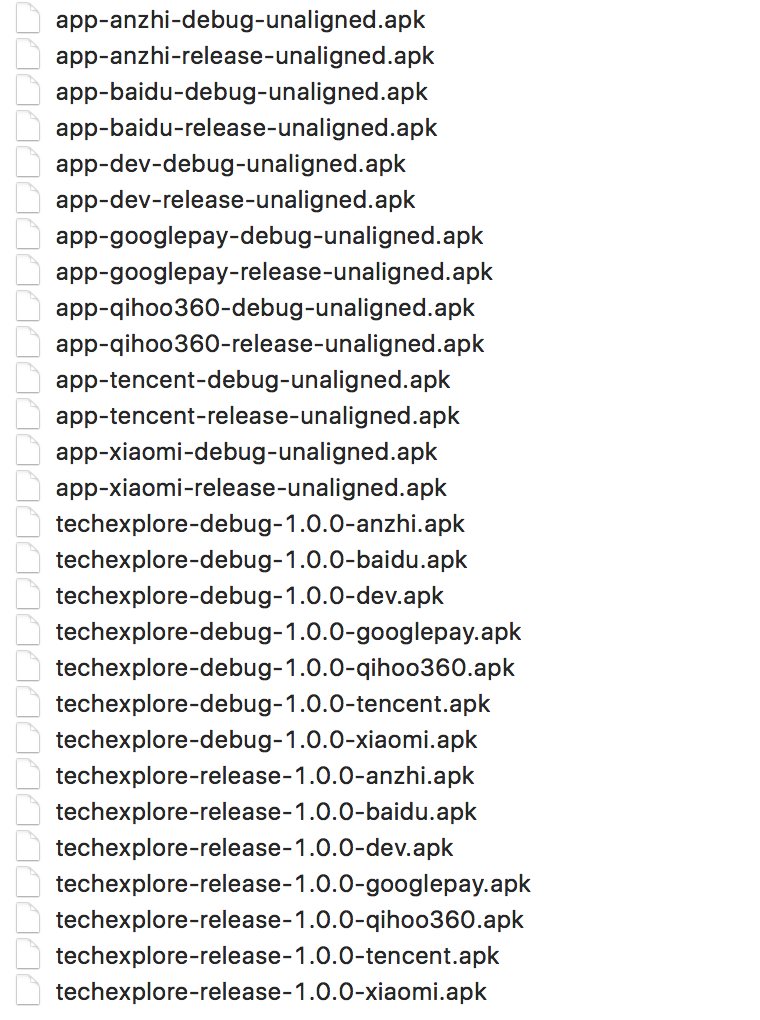 app-anzhi-debug-unaligned.apk
app-anzhi-release-unaligned.apk
app-baidu-debug-unaligned.apk
app-baidu-release-unaligned.apk
app-dev-debug-unaligned.apk
app-dev-release-unaligned.apk
app-googlepay-debug-unaligned.apk
app-googlepay-release-unaligned.apk
app-qihoo360-debug-unaligned.apk
app-qihoo360-release-unaligned.apk
app-tencent-debug-unaligned.apk
app-tencent-release-unaligned.apk
app-xiaomi-debug-unaligned.apk
app-xiaomi-release-unaligned.apk
techexplore-debug-1.0.0-anzhi.apk
techexplore-debug-1.0.0-baidu.apk
techexplore-debug-1.0.0-dev.apk
techexplore-debug-1.0.0-googlepay.apk
techexplore-debug-1.0.0-qihoo360.apk
techexplore-debug-1.0.0-tencent.apk
techexplore-debug-1.0.0-xiaomi.apk
techexplore-release-1.0.0-anzhi.apk
techexplore-release-1.0.0-baidu.apk
techexplore-release-1.0.0-dev.apk
techexplore-release-1.0.0-googlepay.apk
techexplore-release-1.0.0-qihoo360.apk
techexplore-release-1.0.0-tencent.apk
techexplore-release-1.0.0-xiaomi.apk